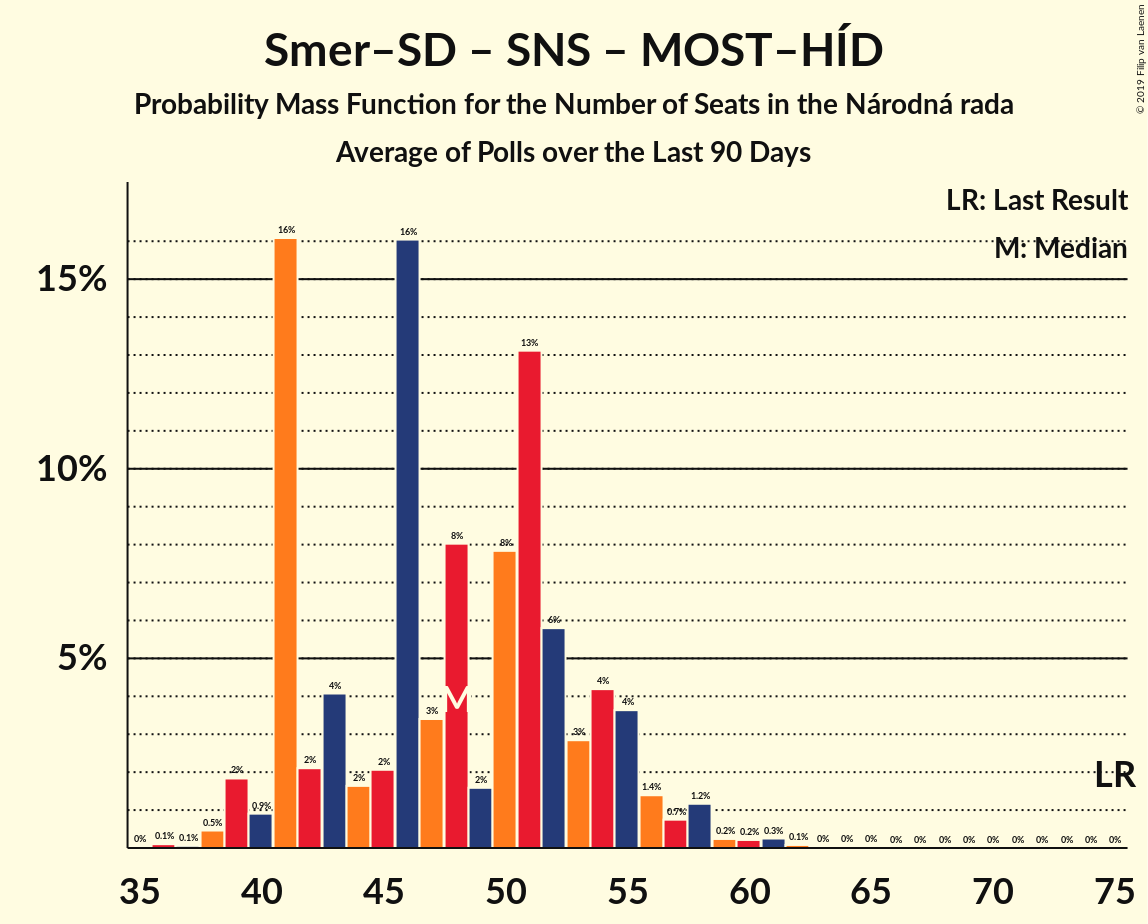 Smer–SD – SNS – MOST–HÍD
Probability Mass Function for the Number of Seats in the Národná rada
Average of Polls over the Last 90 Days
© 2019 Filip van Laenen
LR: Last Result
M: Median
15%
10%
5%
0% 0.1% 0.1% 0.5% 2% 0.9% 16% 2% 4% 2% 2% 16% 3% 8% 2% 8% 13% 6% 3% 4% 4% 1.4% 0.7% 1.2% 0.2% 0.2% 0.3% 0.1% 0% 0% 0% 0% 0% 0% 0% 0% 0% 0% 0% 0% 0%
M
LR
35 40 45 50 55 60 65 70 75